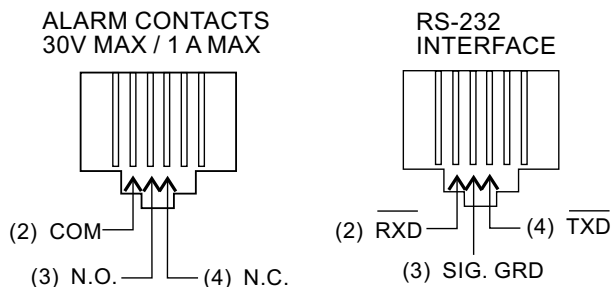 ALARM CONTACTS
30V MAX / 1 A MAX
(2) COM
(3) N.O.
(4) N.C.
RS-232
INTERFACE
(2) RXD
(4) TXD
(3) SIG. GRD